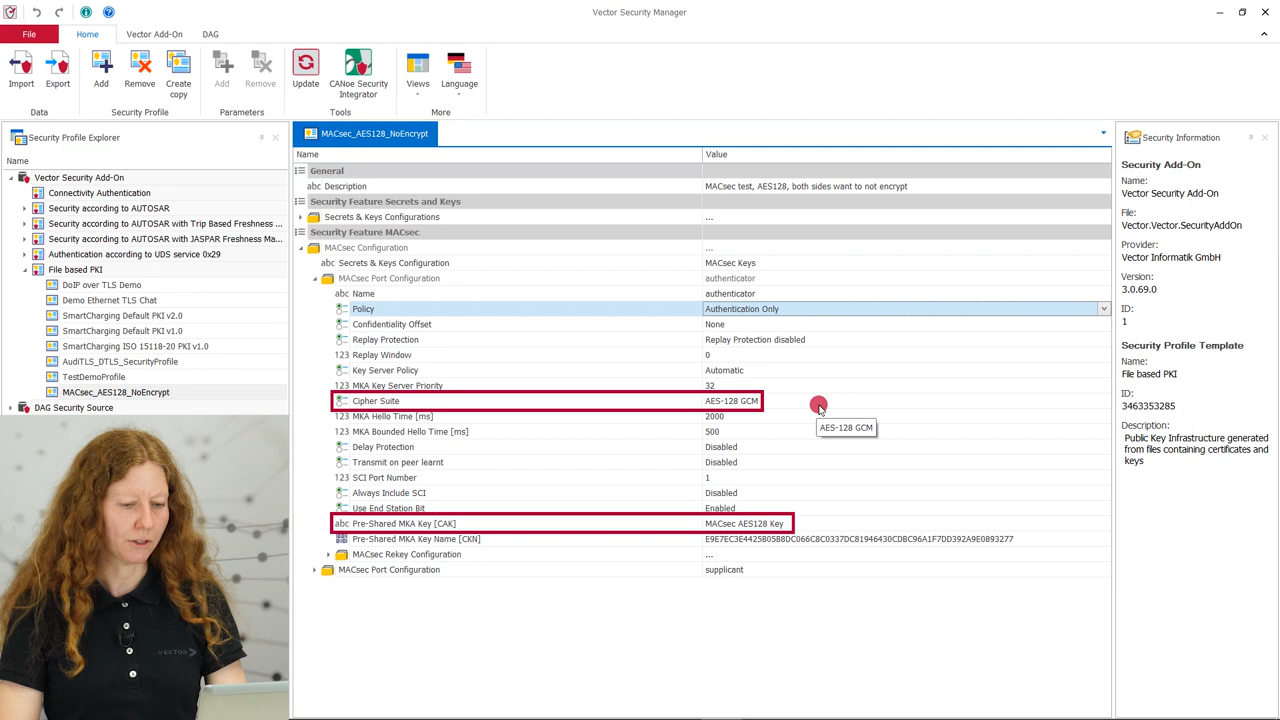 Vector Security Manager
File
Home
Vector Add-On
DAG
Import
Export
Add
Remove
Create copy
Add
Remove
Update
CANoe Security Integrator
Views
Language
Data
Security Profile
Parameters
Tools
More
Security Profile Explorer
Name
Vector Security Add-On
Connectivity Authentication
Security according to AUTOSAR
Security according to AUTOSAR with Trip Based Freshness ...
Security according to AUTOSAR with JASPAR Freshness Ma...
Authentication according to UDS service 0x29
File based PKI
DoIP over TLS Demo
Demo Ethernet TLS Chat
SmartCharging Default PKI v2.0
SmartCharging Default PKI v1.0
SmartCharging ISO 15118-20 PKI v1.0
AudiTLS_DTLS_SecurityProfile
TestDemoProfile
MACsec_AES128_NoEncrypt
DAG Security Source
MACsec_AES128_NoEncrypt
Name Value
General
abc Description MACsec test, AES128, both sides want to not encrypt
Security Feature Secrets and Keys
Secrets & Keys Configurations ...
Security Feature MACsec
MACsec Configuration ...
abc Secrets & Keys Configuration MACsec Keys
MACsec Port Configuration authenticator
abc Name authenticator
Policy Authentication Only
Confidentiality Offset None
Replay Protection Replay Protection disabled
123 Replay Window 0
Key Server Policy Automatic
123 MKA Key Server Priority 32
Cipher Suite AES-128 GCM
123 MKA Hello Time [ms] 2000
AES-128 GCM
123 MKA Bounded Hello Time [ms] 500
Delay Protection Disabled
Transmit on peer learnt Disabled
123 SCI Port Number 1
Always Include SCI Disabled
Use End Station Bit Enabled
abc Pre-Shared MKA Key [CAK] MACsec AES128 Key
Pre-Shared MKA Key Name [CKN] E9E7EC3E4425B05B8DC066C8C0337DC81946430CDBC96A1F7DD392A9E0893277
MACsec Rekey Configuration ...
MACsec Port Configuration supplicant
Security Information
Security Add-On
Name:
Vector Security Add-On
File:
Vector.Vector.SecurityAddOn
Provider:
Vector Informatik GmbH
Version:
3.0.69.0
ID:
1
Security Profile Template
Name:
File based PKI
ID:
3463353285
Description:
Public Key Infrastructure generated
from files containing certificates and
keys
VECTOR